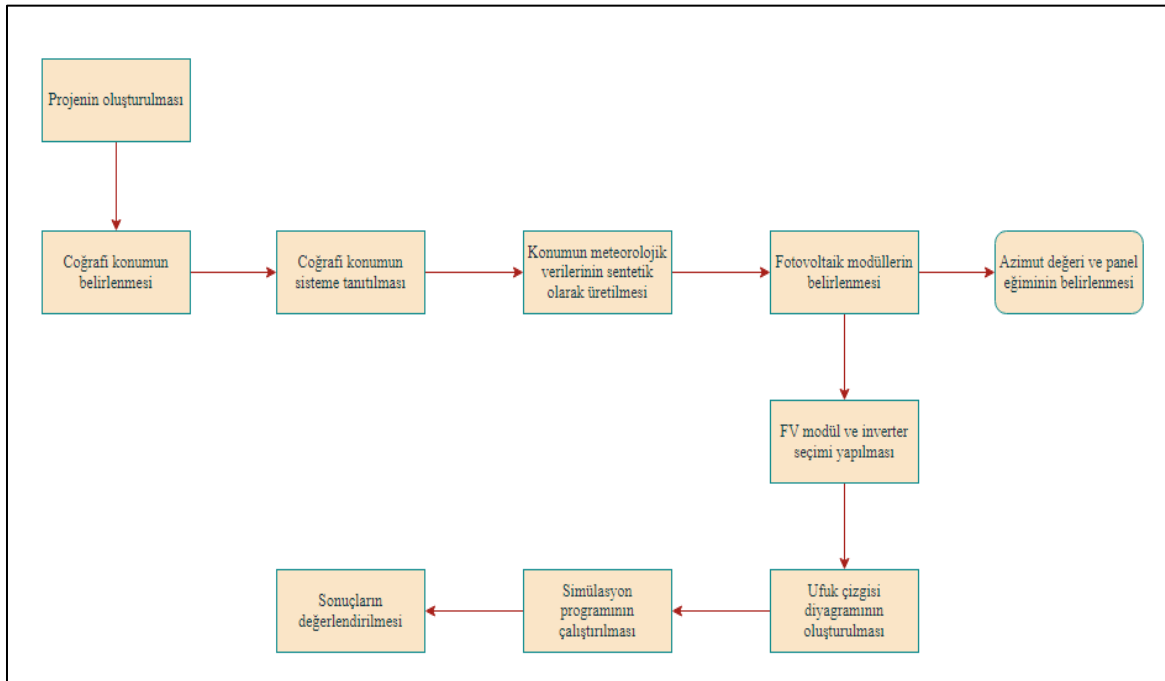 Projenin oluşturulması
Coğrafi konumun
belirlenmesi
Coğrafi konumun
sisteme tanıtılması
Konumun meteorolojik
verilerinin sentetik
olarak üretilmesi
Fotovoltaik modüllerin
belirlenmesi
Azimut değeri ve panel
eğiminin belirlenmesi
FV modül ve inverter
seçimi yapılması
Ufuk çizgisi
diyagramının
oluşturulması
Simülasyon
programının
çalıştırılması
Sonuçların
değerlendirilmesi